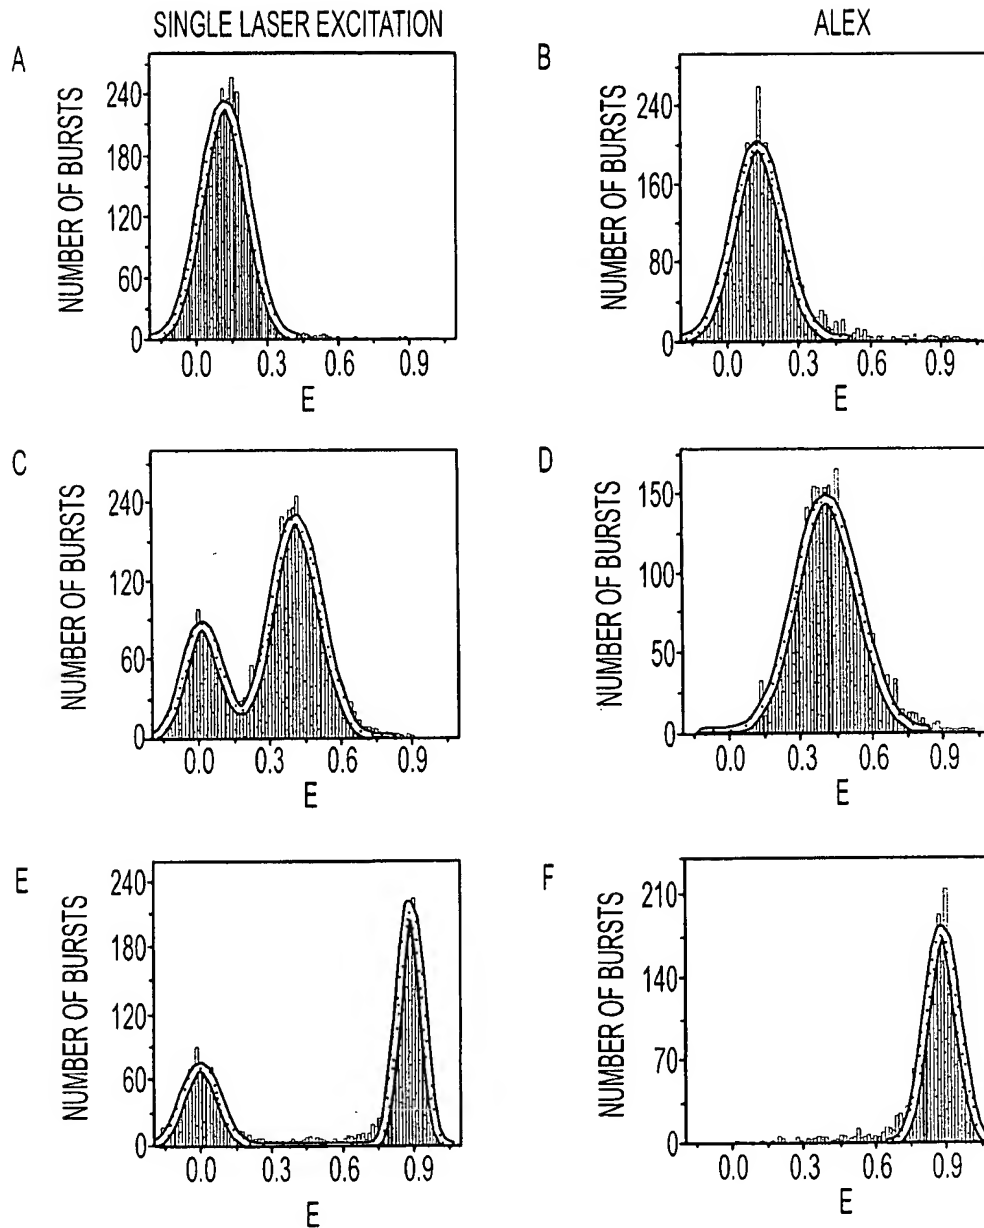 SINGLE LASER EXCITATION
ALEX
A
NUMBER OF BURSTS
240
180
120
60
0
0.0 0.3 0.6 0.9
E
B
NUMBER OF BURSTS
240
160
80
0
0.0 0.3 0.6 0.9
E
C
NUMBER OF BURSTS
240
120
60
0
0.0 0.3 0.6 0.9
E
D
NUMBER OF BURSTS
150
100
50
0
0.0 0.3 0.6 0.9
E
E
NUMBER OF BURSTS
240
180
120
60
0
0.0 0.3 0.6 0.9
E
F
NUMBER OF BURSTS
210
140
70
0
0.0 0.3 0.6 0.9
E